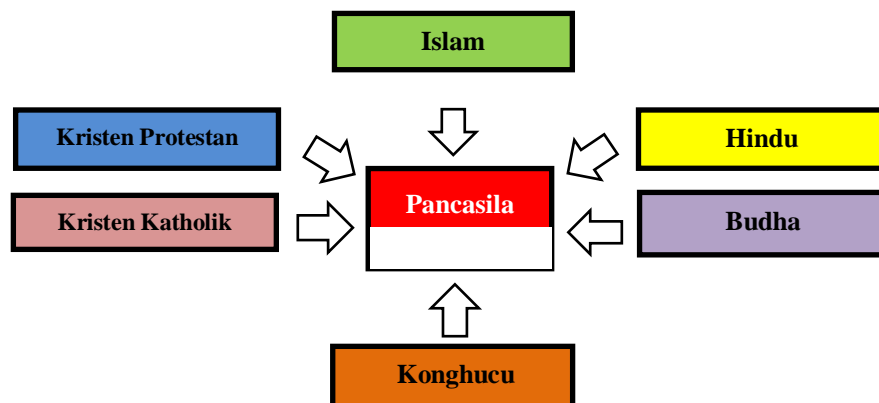 Islam
Kristen Protestan
Hindu
Kristen Katholik
Pancasila
Budha
Konghucu